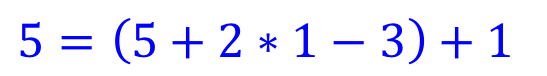 5 = (5 + 2 ∗ 1 − 3) + 1